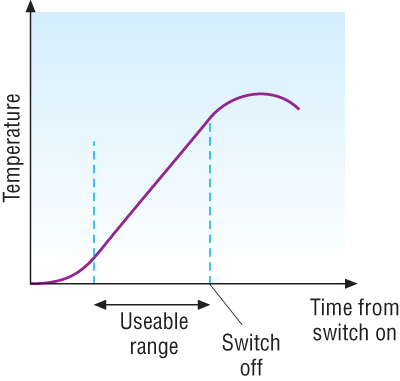 Temperature
Useable
range
Switch
off
Time from
switch on